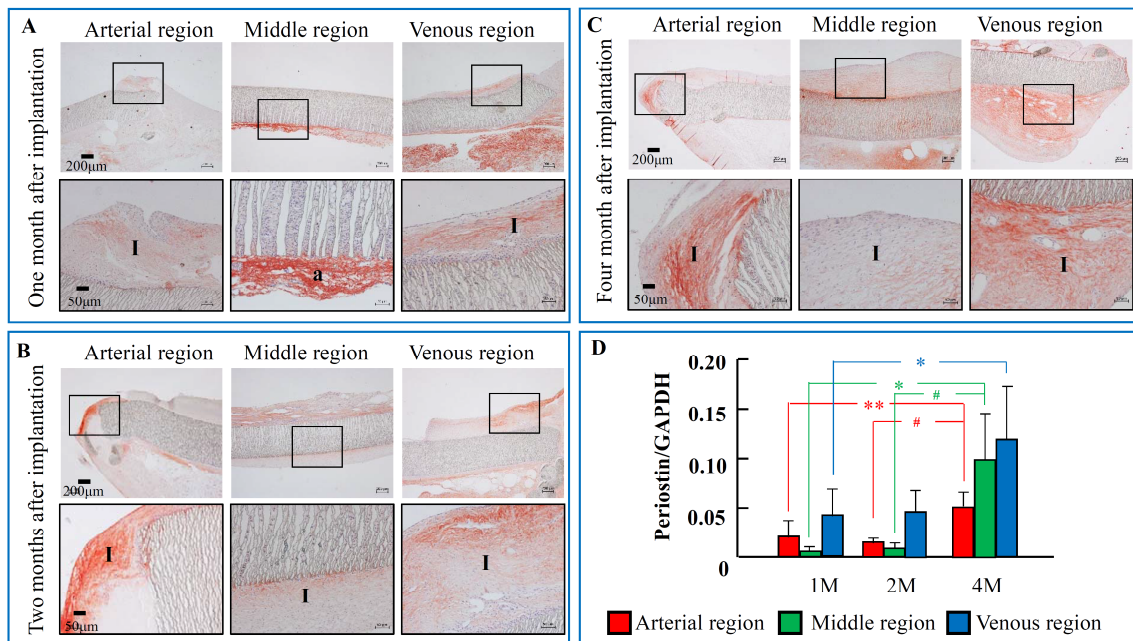 A
Arterial region Middle region Venous region
One month after implantation
200μm
I
a
I
50μm
B
Arterial region Middle region Venous region
Two months after implantation
200μm
I
I
I
50μm
C
Arterial region Middle region Venous region
Four month after implantation
200μm
I
I
I
50μm
D
Periostin/GAPDH
0.20
0.15
0.10
0.05
0
*
*
#
**
#
1M 2M 4M
Arterial region Middle region Venous region